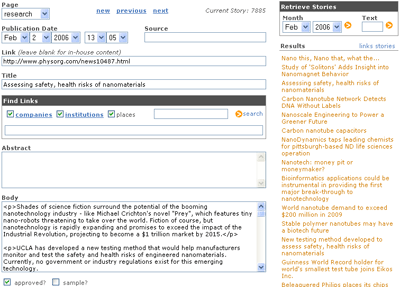 Page
research
new previous next
Current Story: 7885
Publication Date
Source
Feb 2 2006 13 05
Link (leave blank for in-house content)
http://www.physorg.com/news10487.html
Title
Assessing safety, health risks of nanomaterials
Find Links
companies institutions places
search
Abstract
Body
<p>Shades of science fiction surround the potential of the booming
nanotechnology industry - like Michael Crichton's novel "Prey", which features tiny
nano-robots threatening to take over the world. Fiction of course, but
nanotechnology is rapidly expanding and promises to exceed the impact of the
Industrial Revolution, projecting to become a $1 trillion market by 2015.</p>
<p>UCLA has developed a new testing method that would help manufacturers
monitor and test the safety and health risks of engineered nanomaterials.
Currently, no government or industry regulations exist for this emerging
technology.
approved? sample?
Retrieve Stories
Month Text
Feb 2006
Results
links stories
Nano this, Nano that, what the...
Study of 'Solitons' Adds Insight into
Nanomagnet Behavior
Assessing safety, health risks of
nanomaterials
Carbon Nanotube Network Detects
DNA Without Labels
Nanoscale Engineering to Power a
Greener Future
Carbon nanotube capacitors
NanoDynamics taps leading chemists
for pittsburgh-based ND life sciences
operation
Nanotech: money pit or
moneymaker?
Bioinformatics applications could be
instrumental in providing the first
major break-through to
nanotechnology
World nanotube demand to exceed
$200 million in 2009
Stable polymer nanotubes may have
a biotech future
New testing method developed to
assess safety, health risks of
nanomaterials
Guinness World Record holder for
world's smallest test tube joins Eikos
Inc.
Beleaguered Philips places its chips